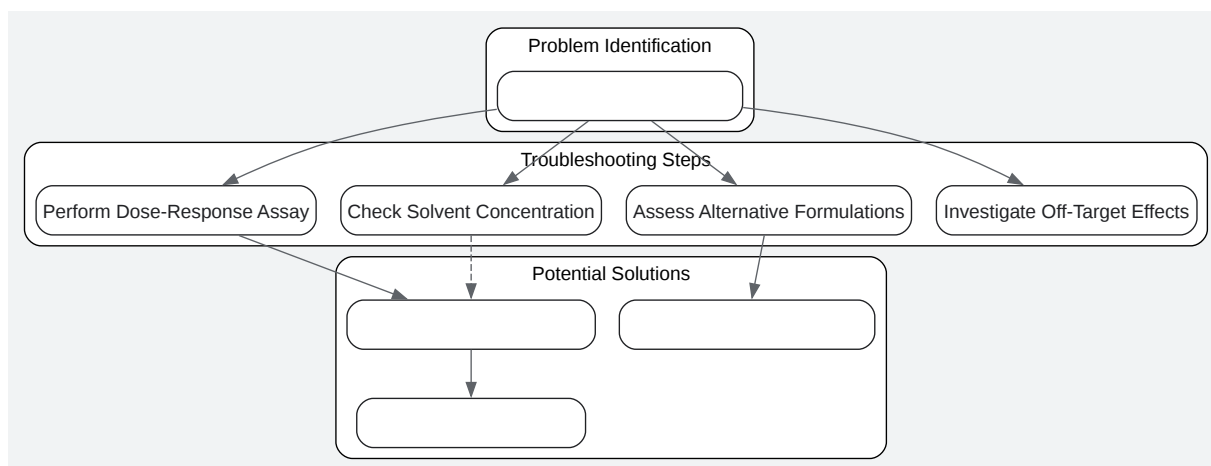 Problem Identification
Troubleshooting Steps
Perform Dose-Response Assay
Check Solvent Concentration
Assess Alternative Formulations
Investigate Off-Target Effects
Potential Solutions